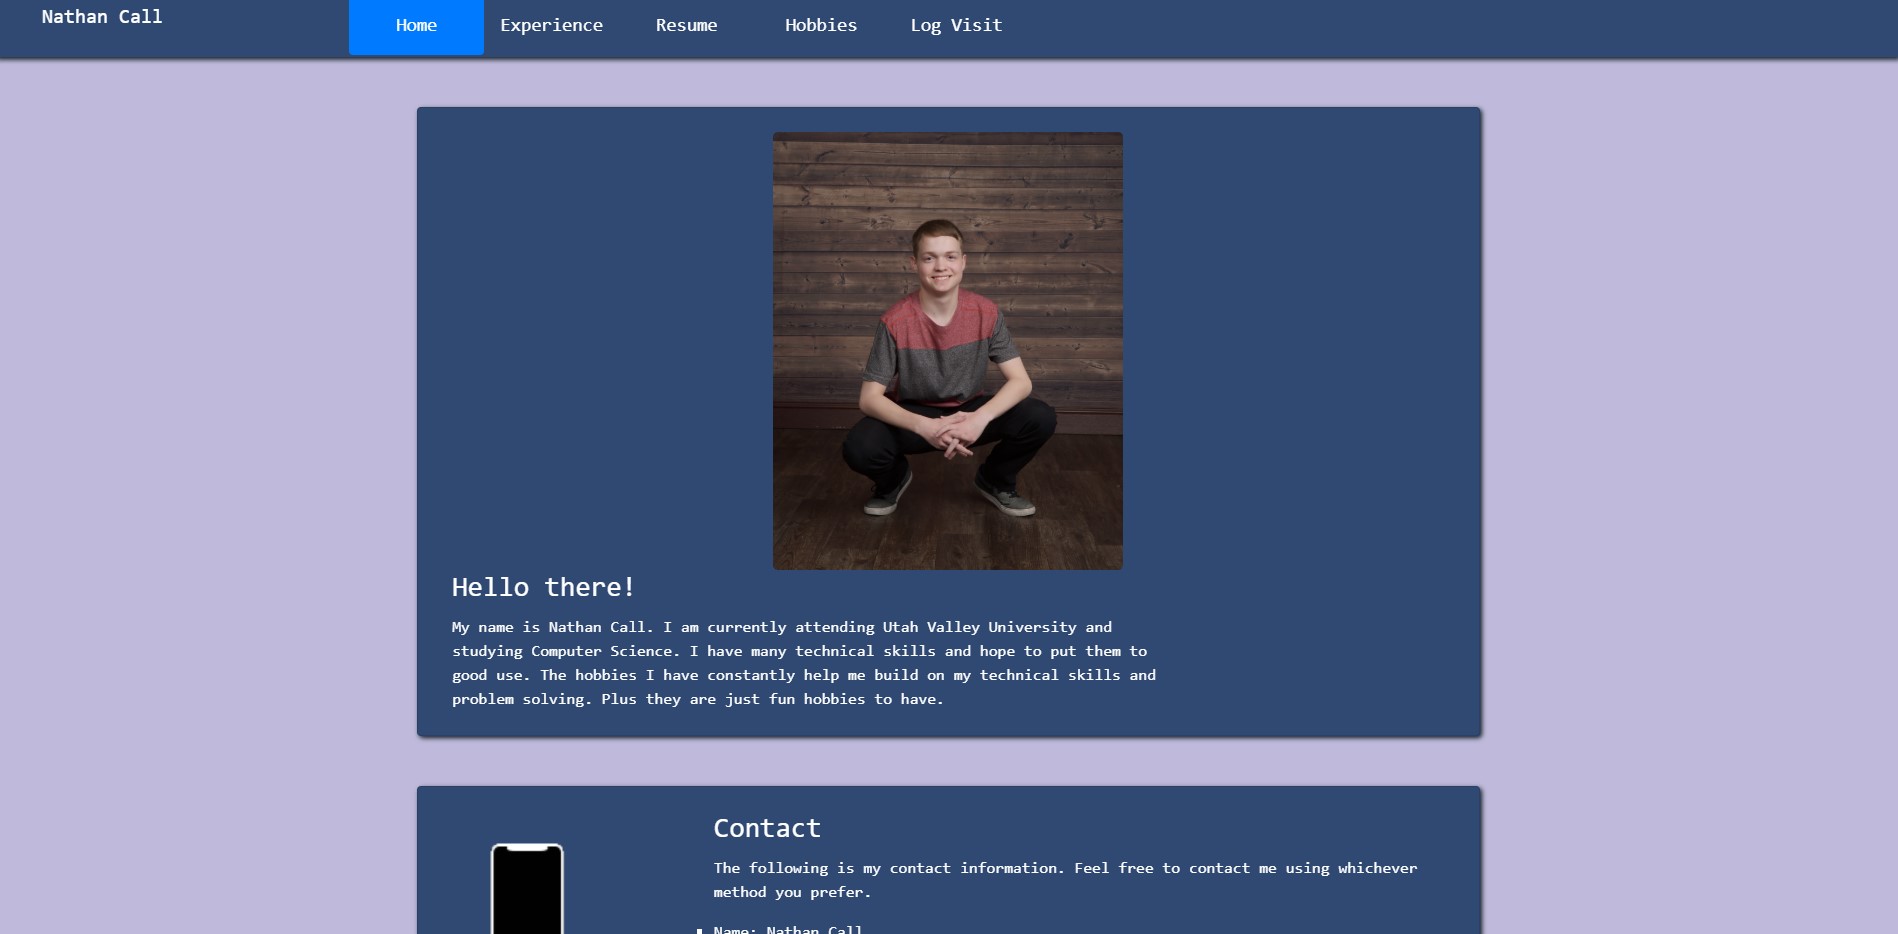 Nathan Call
Home Experience Resume Hobbies Log Visit
Hello there!
My name is Nathan Call. I am currently attending Utah Valley University and
studying Computer Science. I have many technical skills and hope to put them to
good use. The hobbies I have constantly help me build on my technical skills and
problem solving. Plus they are just fun hobbies to have.
Contact
The following is my contact information. Feel free to contact me using whichever
method you prefer.
Name: Nathan Call